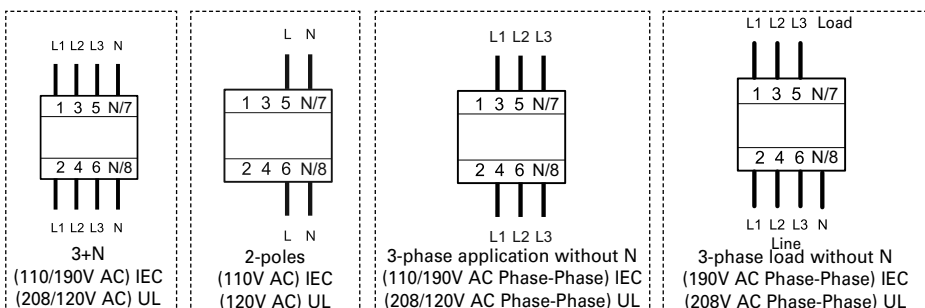 L1 L2 L3 N
1 3 5 N/7
2 4 6 N/8
L1 L2 L3 N
3+N
(110/190V AC) IEC
(208/120V AC) UL
L N
1 3 5 N/7
2 4 6 N/8
L N
2-poles
(110V AC) IEC
(120V AC) UL
L1 L2 L3
1 3 5 N/7
2 4 6 N/8
L1 L2 L3
3-phase application without N
(110/190V AC Phase-Phase) IEC
(208/120V AC Phase-Phase) UL
L1 L2 L3 Load
1 3 5 N/7
2 4 6 N/8
L1 L2 L3 N
Line
3-phase load without N
(190V AC Phase-Phase) IEC
(208V AC Phase-Phase) UL